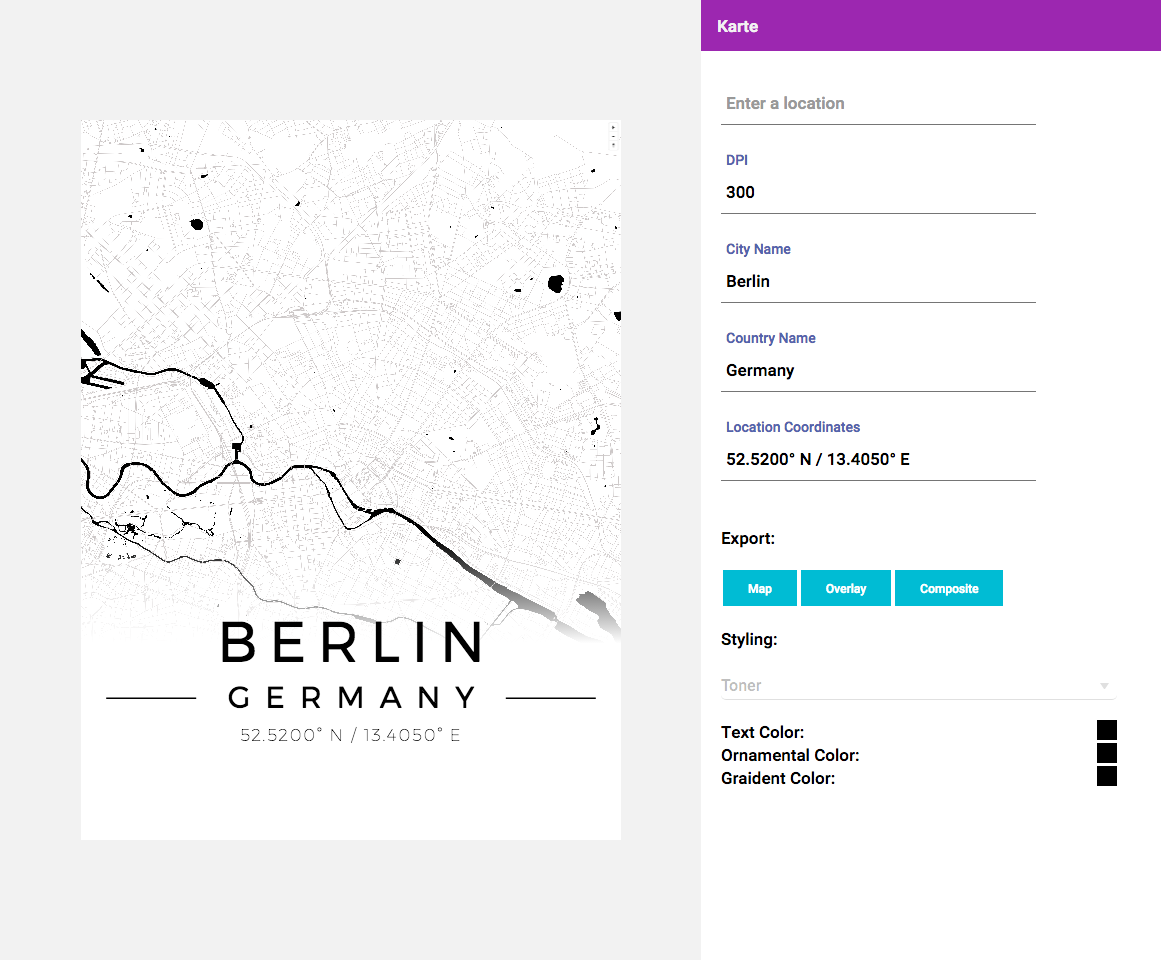 Karte
Enter a location
DPI
300
City Name
Berlin
Country Name
Germany
Location Coordinates
52.5200° N / 13.4050° E
Export:
Map Overlay Composite
Styling:
Toner
Text Color:
Ornamental Color:
Graident Color:
BERLIN
GERMANY
52.5200° N / 13.4050° E